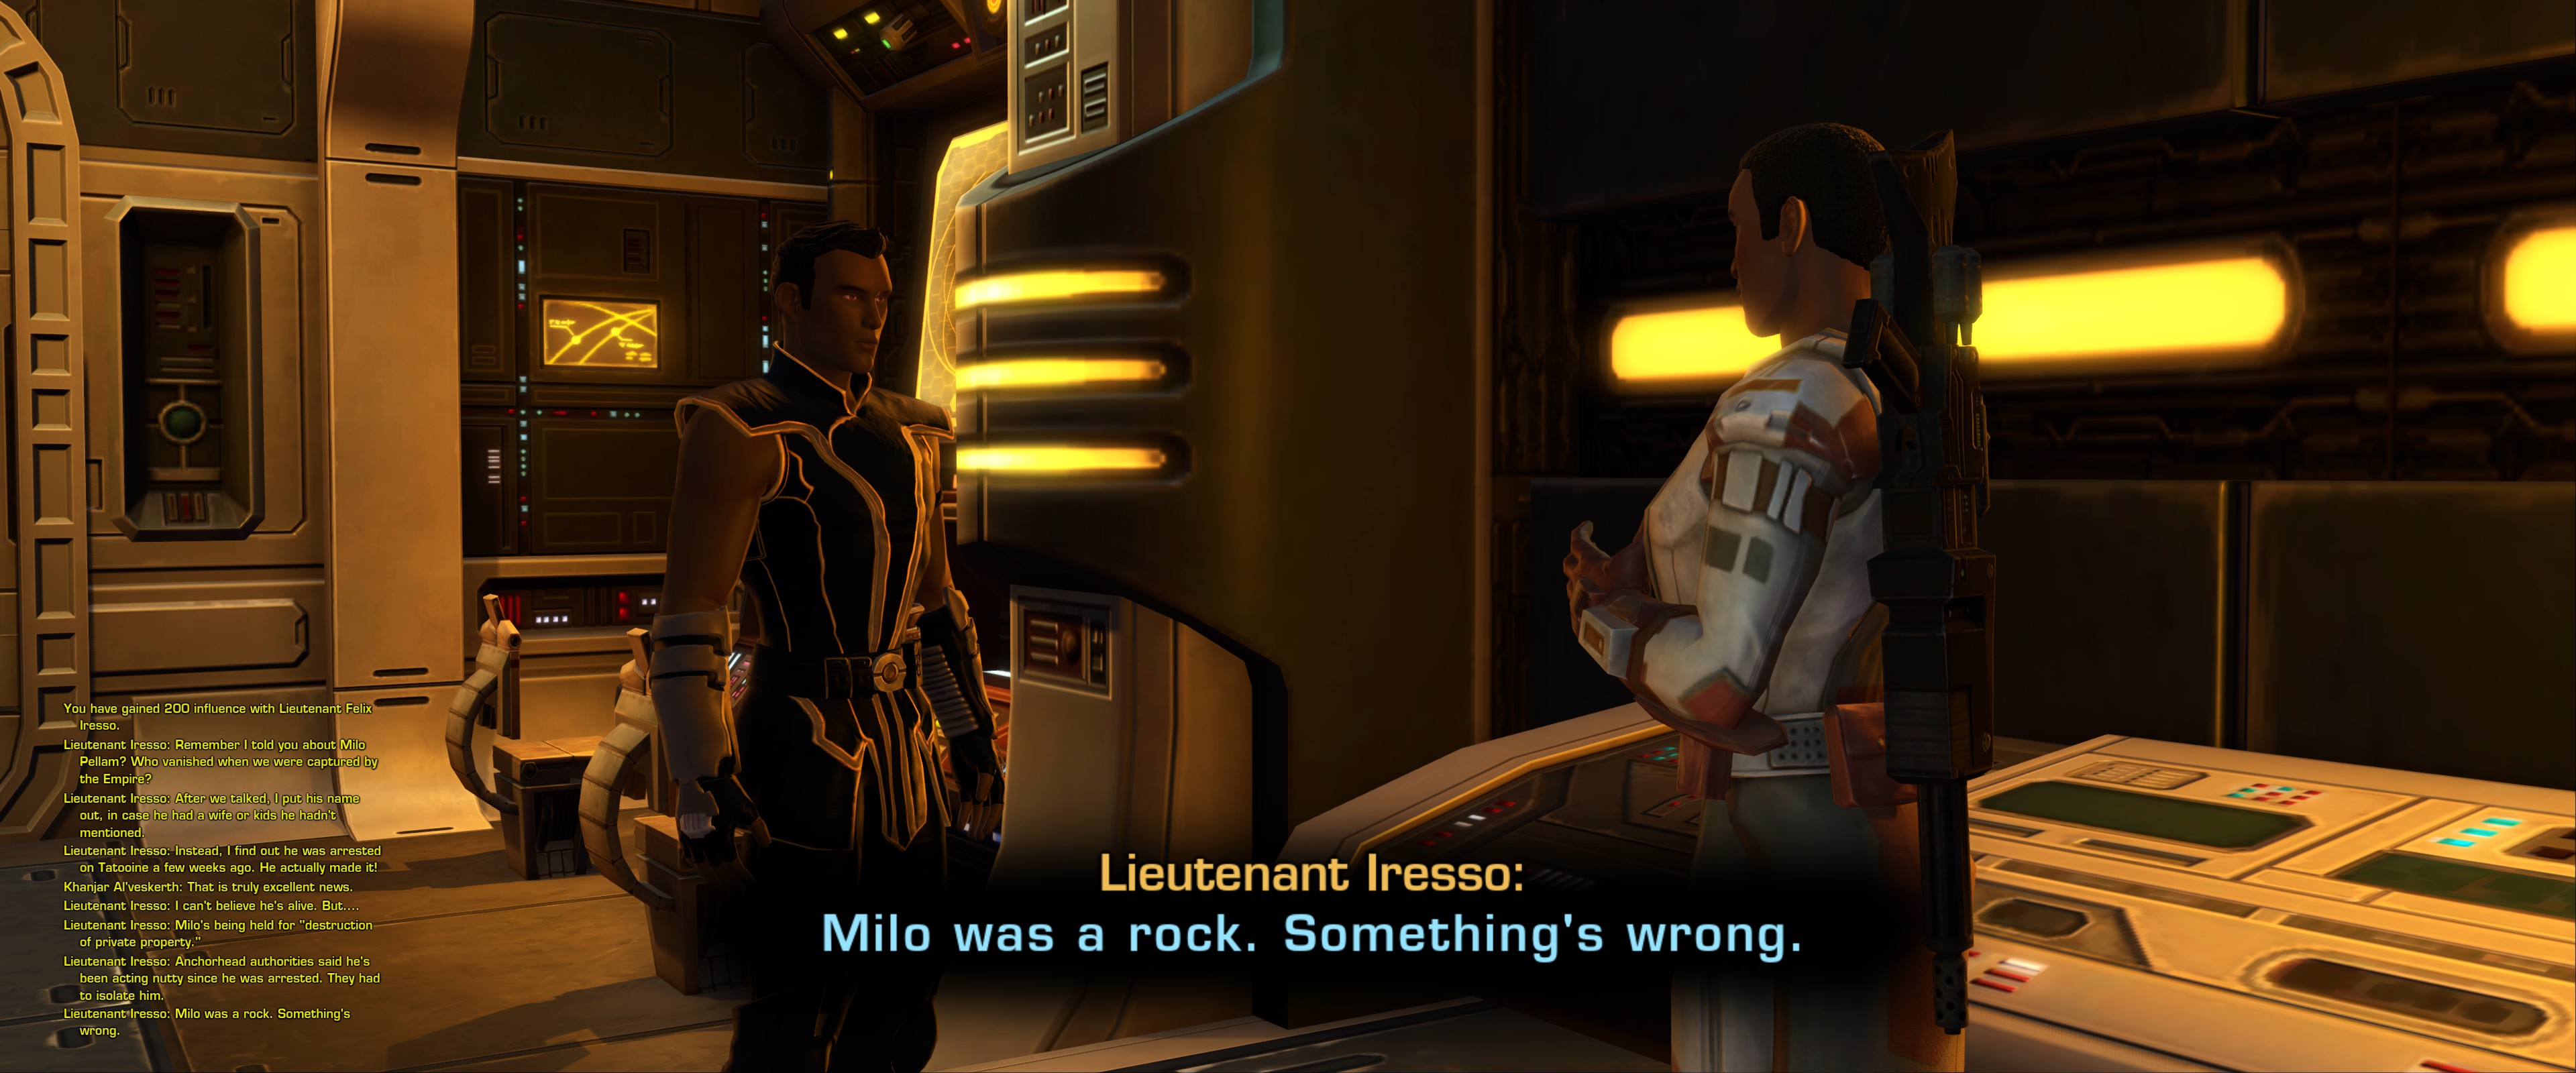 You have gained 200 influence with Lieutenant Felix
Iresso.
Lieutenant Iresso: Remember I told you about Milo
Pellam? Who vanished when we were captured by
the Empire?
Lieutenant Iresso: After we talked, I put his name
out, in case he had a wife or kids he hadn't
mentioned.
Lieutenant Iresso: Instead, I find out he was arrested
on Tatooine a few weeks ago. He actually made it!
Khanjar Al'veskerth: That is truly excellent news.
Lieutenant Iresso: I can't believe he's alive. But....
Lieutenant Iresso: Milo's being held for "destruction
of private property."
Lieutenant Iresso: Anchorhead authorities said he's
been acting nutty since he was arrested. They had
to isolate him.
Lieutenant Iresso: Milo was a rock. Something's
wrong.
Lieutenant Iresso:
Milo was a rock. Something's wrong.